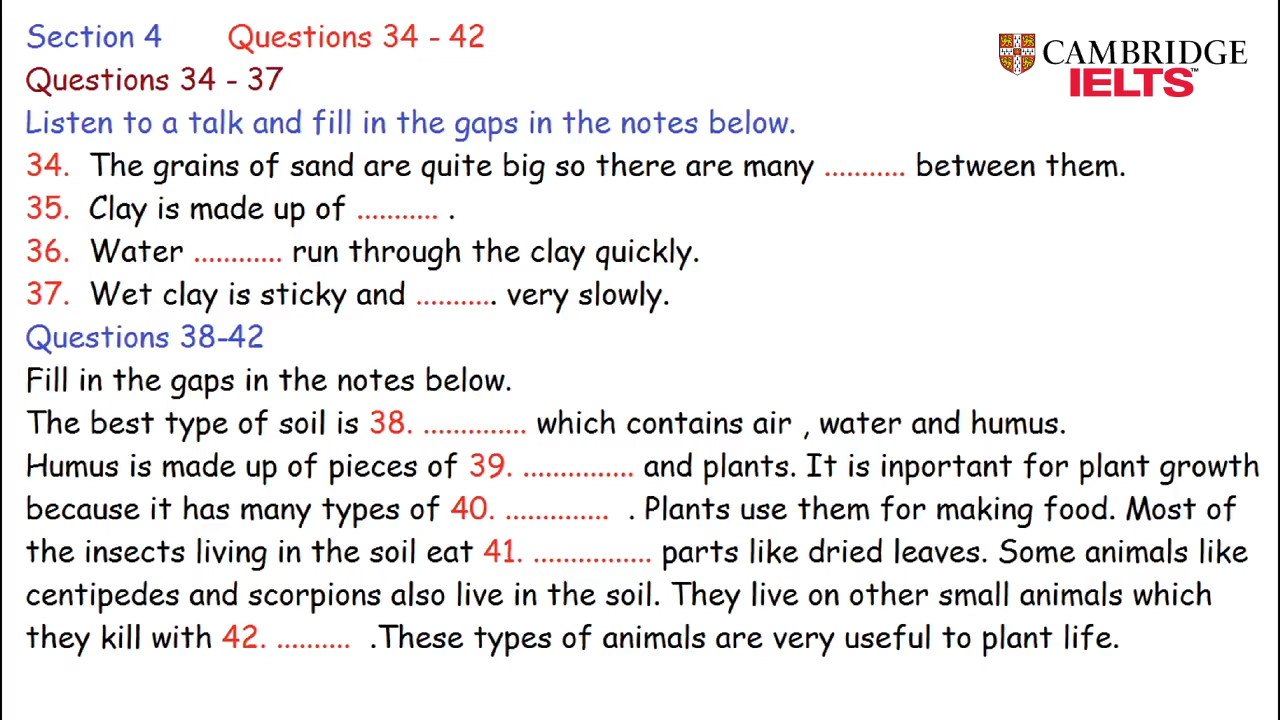 Section 4 Questions 34 - 42
CAMBRIDGE
IELTS™
Questions 34 - 37
Listen to a talk and fill in the gaps in the notes below.
34. The grains of sand are quite big so there are many ........... between them.
35. Clay is made up of ........... .
36. Water ............ run through the clay quickly.
37. Wet clay is sticky and ........... very slowly.
Questions 38-42
Fill in the gaps in the notes below.
The best type of soil is 38. .............. which contains air , water and humus.
Humus is made up of pieces of 39. ............... and plants. It is inportant for plant growth
because it has many types of 40. .............. . Plants use them for making food. Most of
the insects living in the soil eat 41. ................ parts like dried leaves. Some animals like
centipedes and scorpions also live in the soil. They live on other small animals which
they kill with 42. .......... .These types of animals are very useful to plant life.